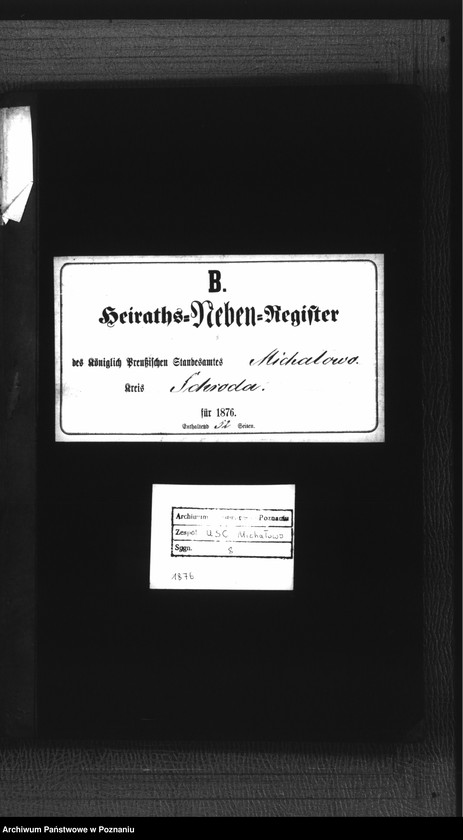 B.
Heiraths-Neben-Register
des Königlich Preußischen Standesamtes Michalowo.
Kreis Schroda.
für 1876.
Enthaltend 52 Seiten.
Archiwum Poznaniu
Zespół USC Michałowo
Sygn. 8
1876
Archiwum Państwowe w Poznaniu